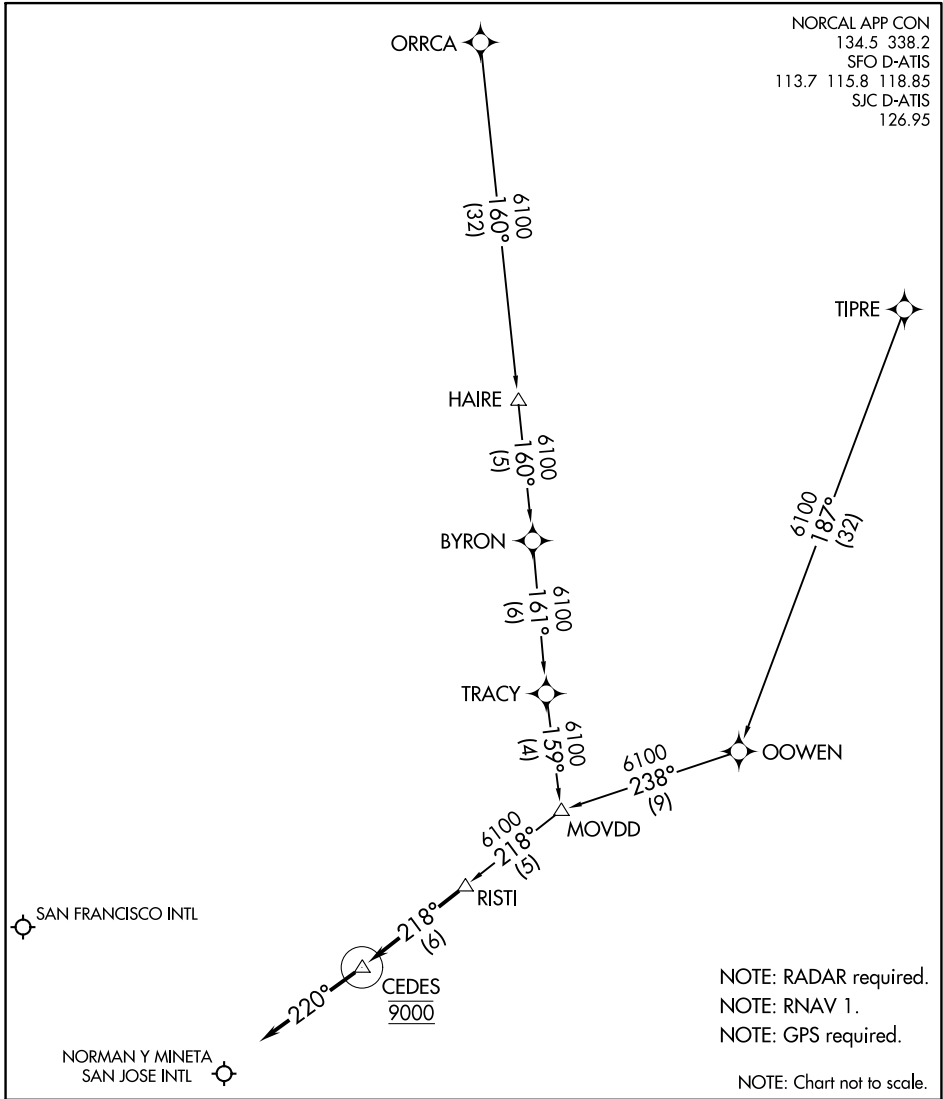 NORCAL APP CON
134.5 338.2
SFO D-ATIS
113.7 115.8 118.85
SJC D-ATIS
126.95
ORRCA
6100
160°
(32)
TIPRE
HAIRE
6100
160°
(5)
6100
187°
(32)
BYRON
6100
161°
(6)
TRACY
6100
159°
(4)
OOWEN
6100
238°
(9)
MOVDD
6100
218°
(5)
RISTI
SAN FRANCISCO INTL
218°
(6)
CEDES
9000
220°
NORMAN Y MINETA
SAN JOSE INTL
NOTE: RADAR required.
NOTE: RNAV 1.
NOTE: GPS required.
NOTE: Chart not to scale.